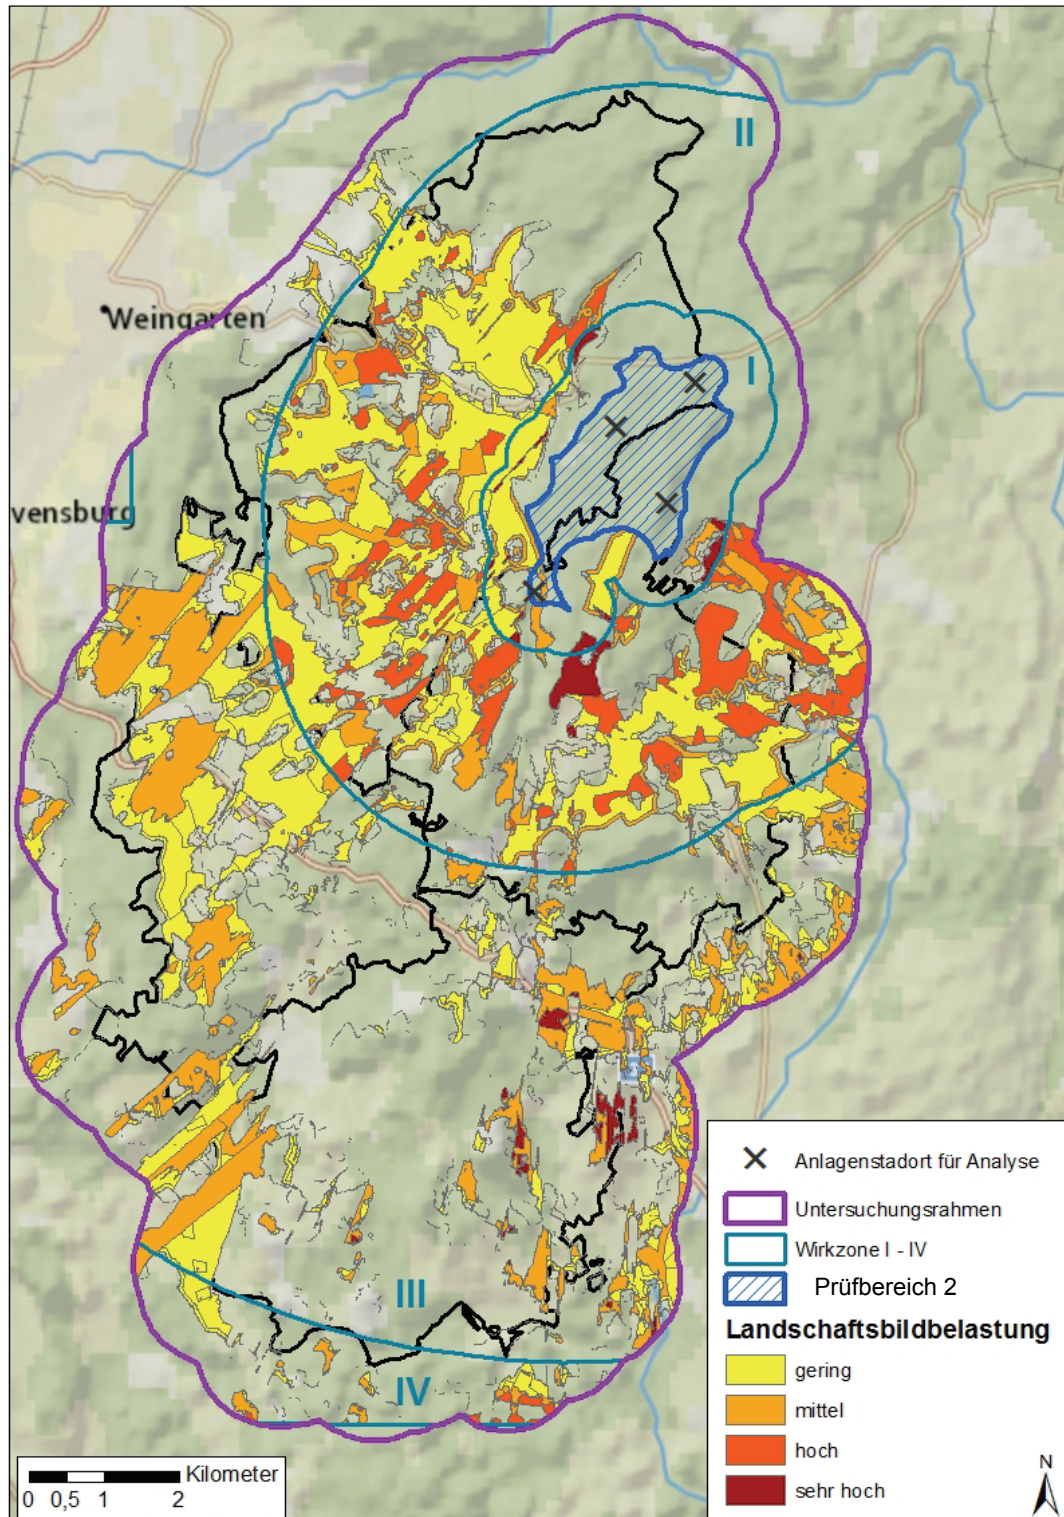 II
Weingarten
I
vensburg
III
IV
Anlagenstadort für Analyse
Untersuchungsrahmen
Wirkzone I - IV
Prüfbereich 2
Landschaftsbildbelastung
gering
mittel
hoch
sehr hoch
Kilometer
0 0,5 1 2
N